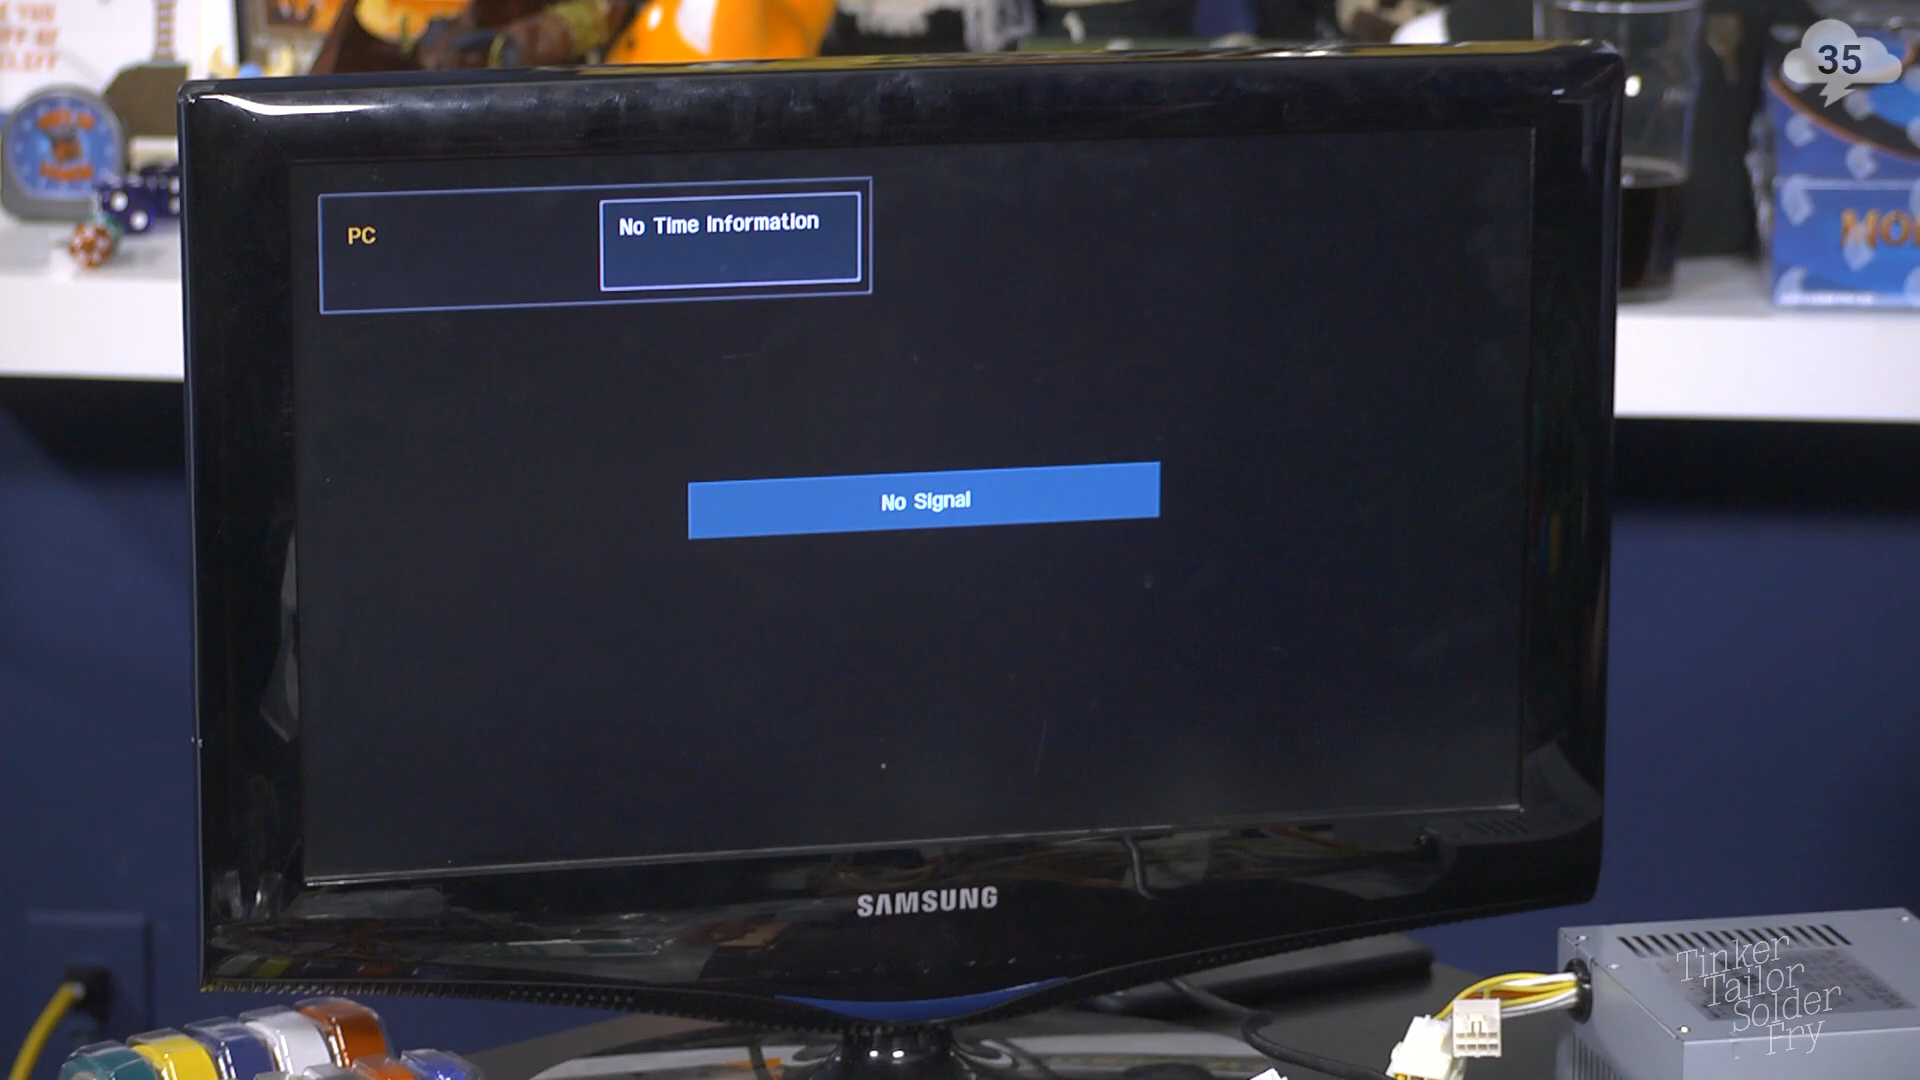 35
PC
No Time Information
No Signal
SAMSUNG
Tinker
Tailor
Solder
Fry